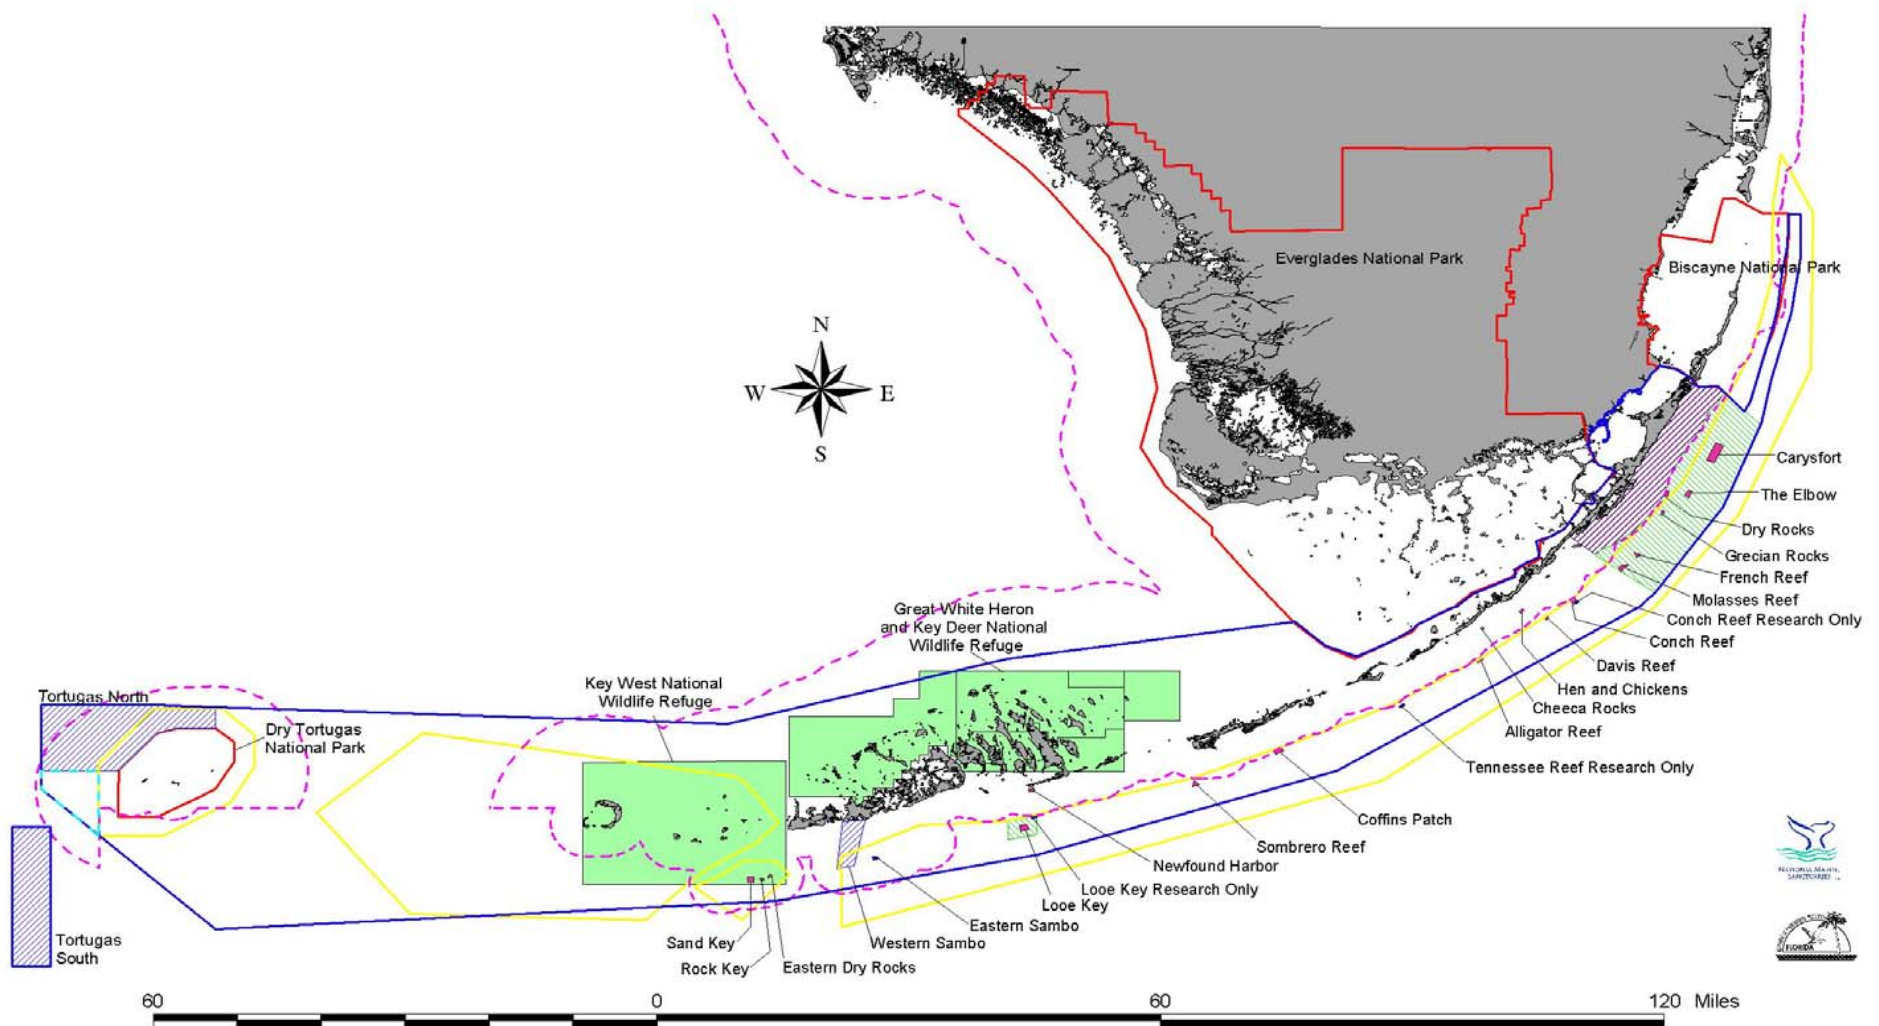 N
W E
S
Everglades National Park
Biscayne National Park
Carysfort
The Elbow
Dry Rocks
Grecian Rocks
French Reef
Molasses Reef
Conch Reef Research Only
Conch Reef
Davis Reef
Hen and Chickens
Cheeca Rocks
Alligator Reef
Tennessee Reef Research Only
Coffins Patch
Sombrero Reef
Newfound Harbor
Looe Key Research Only
Looe Key
Eastern Sambo
Western Sambo
Eastern Dry Rocks
Rock Key
Sand Key
Great White Heron
and Key Deer National
Wildlife Refuge
Key West National
Wildlife Refuge
Tortugas North
Dry Tortugas
National Park
Tortugas
South
NATIONAL MARINE
SANCTUARIES
FLORIDA
60 0 60 120 Miles